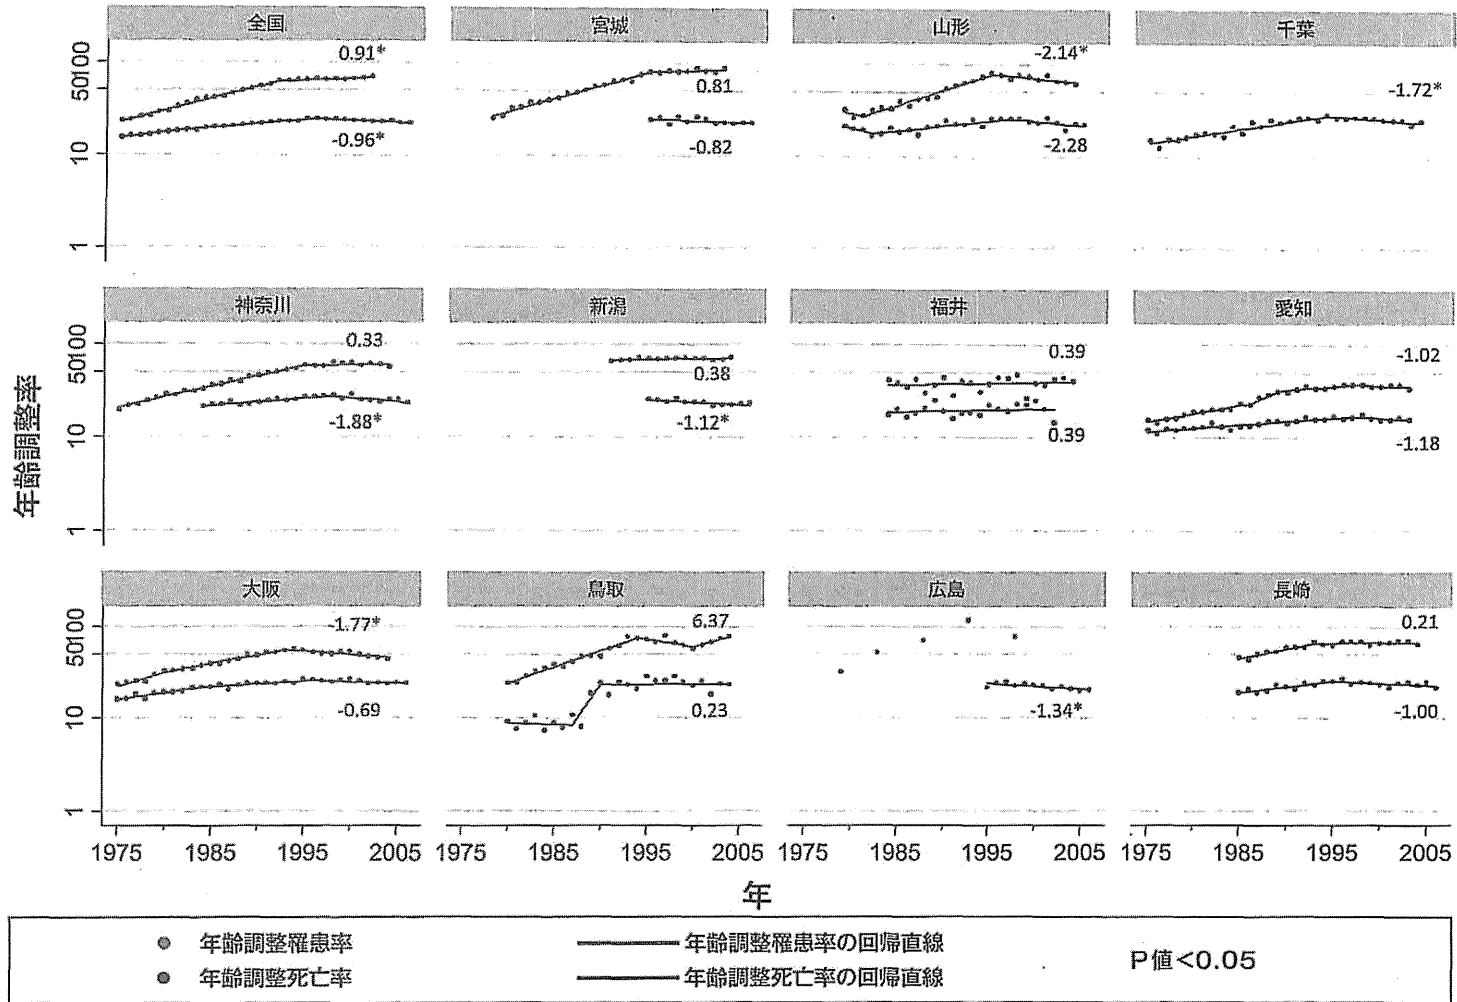 全国 宮城 山形 千葉
0.91* 0.81 -2.14* -1.72*
-0.96* -0.82 -2.28
100 50 10 1
神奈川 新潟 福井 愛知
0.33 0.38 0.39 -1.02
-1.88* -1.12* 0.39 -1.18
100 50 10 1
年齢調整率
大阪 鳥取 広島 長崎
-1.77* 6.37 0.21
-0.69 0.23 -1.34* -1.00
100 50 10 1
1975 1985 1995 2005 1975 1985 1995 2005 1975 1985 1995 2005 1975 1985 1995 2005
年
年齢調整罹患率 年齢調整罹患率の回帰直線 P値<0.05
年齢調整死亡率 年齢調整死亡率の回帰直線